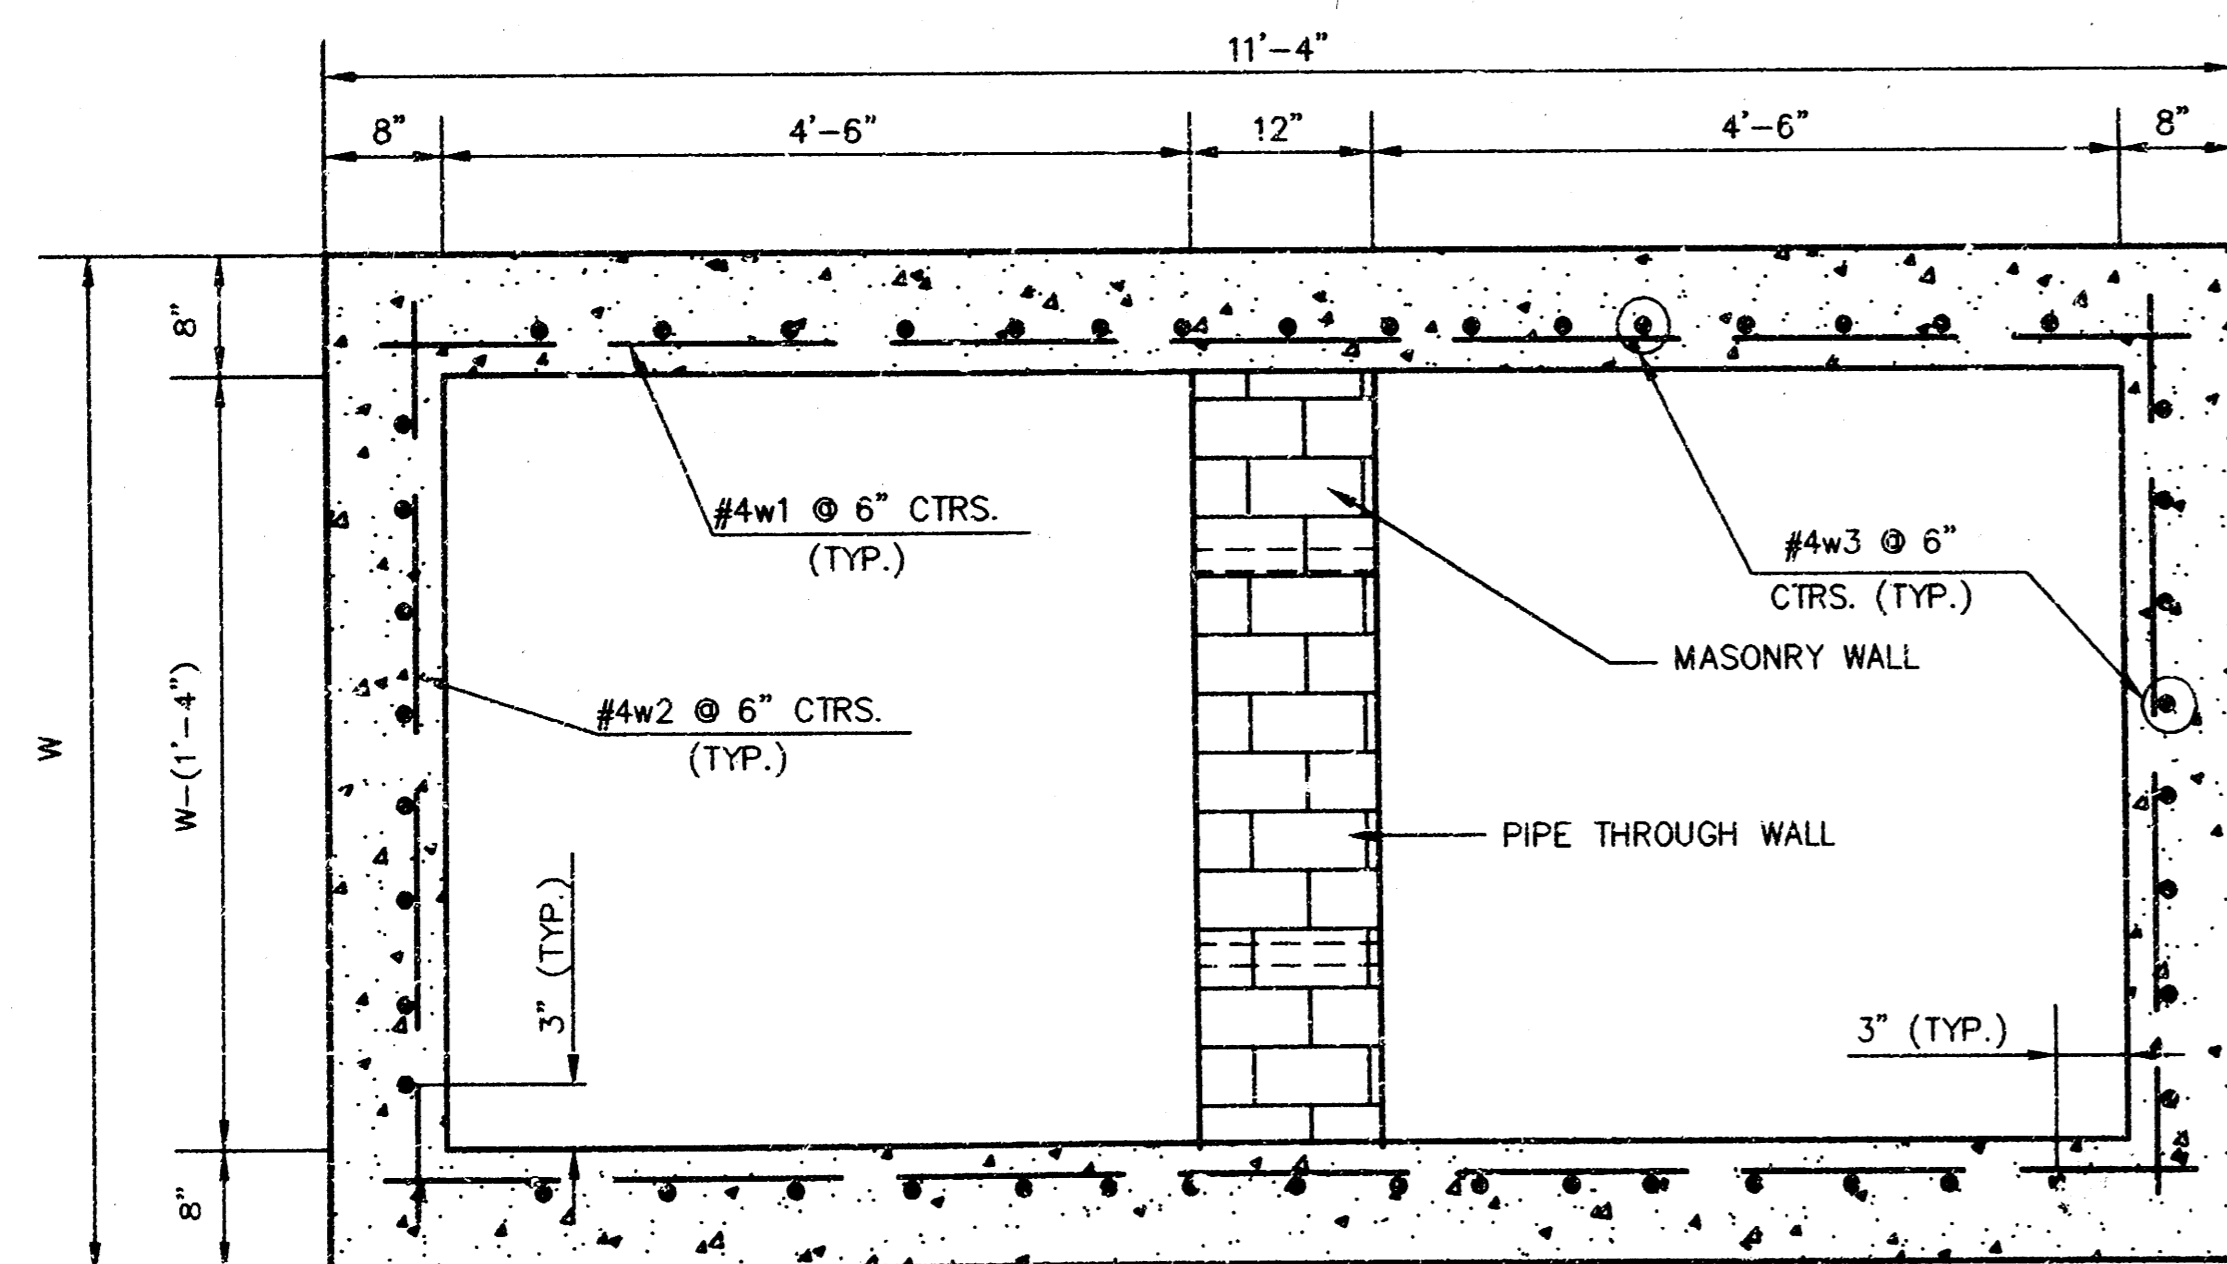 11'-4"
8"
4'-6"
12"
4'-6"
8"
8"
#4w1 @ 6" CTRS.
(TYP.)
#4w3 @ 6"
CTRS. (TYP.)
MASONRY WALL
W
W-(1'-4")
#4w2 @ 6" CTRS.
(TYP.)
PIPE THROUGH WALL
3" (TYP.)
3" (TYP.)
8"